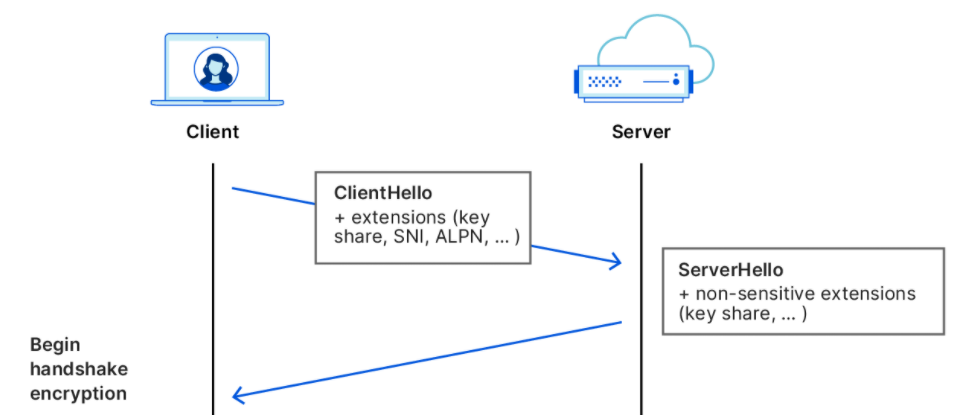 Client
Server
ClientHello
+ extensions (key
share, SNI, ALPN, ... )
ServerHello
+ non-sensitive extensions
(key share, ... )
Begin
handshake
encryption